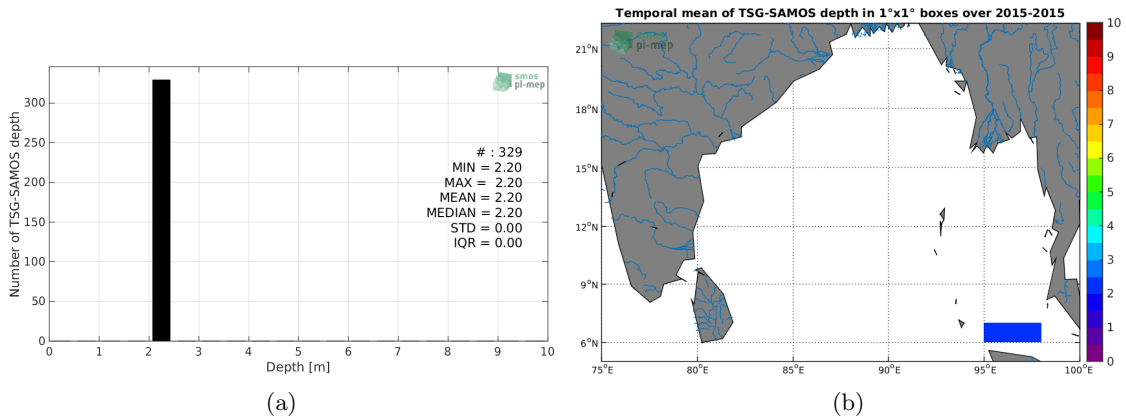 smos
pi-mep
300
250
200
150
100
50
0
Number of TSG-SAMOS depth
# : 329
MIN = 2.20
MAX = 2.20
MEAN = 2.20
MEDIAN = 2.20
STD = 0.00
IQR = 0.00
0 1 2 3 4 5 6 7 8 9 10
Depth [m]
(a)
Temporal mean of TSG-SAMOS depth in 1°x1° boxes over 2015-2015
smos
pi-mep
21°N
18°N
15°N
12°N
9°N
6°N
75°E 80°E 85°E 90°E 95°E 100°E
10
9
8
7
6
5
4
3
2
1
0
(b)